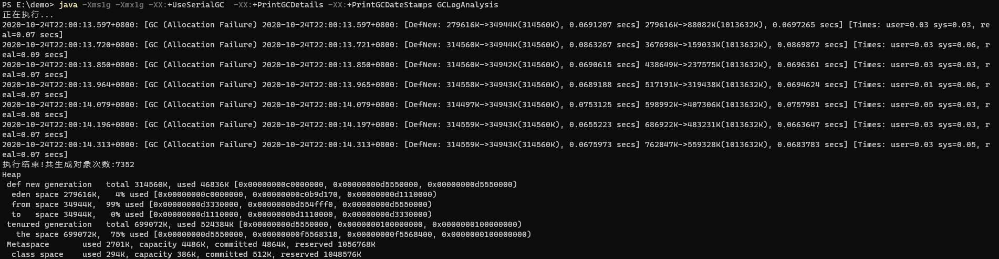 PS E:\demo> java -Xms1g -Xmx1g -XX:+UseSerialGC  -XX:+PrintGCDetails -XX:+PrintGCDateStamps GCLogAnalysis
正在执行...
2020-10-24T22:00:13.597+0800: [GC (Allocation Failure) 2020-10-24T22:00:13.597+0800: [DefNew: 279616K->34944K(314560K), 0.0691207 secs] 279616K->88082K(1013632K), 0.0697265 secs] [Times: user=0.03 sys=0.03, re
al=0.07 secs]
2020-10-24T22:00:13.720+0800: [GC (Allocation Failure) 2020-10-24T22:00:13.721+0800: [DefNew: 314560K->34944K(314560K), 0.0863267 secs] 367698K->159033K(1013632K), 0.0869872 secs] [Times: user=0.03 sys=0.06, r
eal=0.09 secs]
2020-10-24T22:00:13.850+0800: [GC (Allocation Failure) 2020-10-24T22:00:13.850+0800: [DefNew: 314560K->34942K(314560K), 0.0690615 secs] 438649K->237575K(1013632K), 0.0696361 secs] [Times: user=0.03 sys=0.03, r
eal=0.07 secs]
2020-10-24T22:00:13.964+0800: [GC (Allocation Failure) 2020-10-24T22:00:13.965+0800: [DefNew: 314558K->34943K(314560K), 0.0689188 secs] 517191K->319438K(1013632K), 0.0694624 secs] [Times: user=0.01 sys=0.06, r
eal=0.07 secs]
2020-10-24T22:00:14.079+0800: [GC (Allocation Failure) 2020-10-24T22:00:14.079+0800: [DefNew: 314497K->34943K(314560K), 0.0753125 secs] 598992K->407306K(1013632K), 0.0757981 secs] [Times: user=0.05 sys=0.03, r
eal=0.08 secs]
2020-10-24T22:00:14.196+0800: [GC (Allocation Failure) 2020-10-24T22:00:14.197+0800: [DefNew: 314559K->34943K(314560K), 0.0655223 secs] 686922K->483231K(1013632K), 0.0663647 secs] [Times: user=0.03 sys=0.03, r
eal=0.07 secs]
2020-10-24T22:00:14.313+0800: [GC (Allocation Failure) 2020-10-24T22:00:14.313+0800: [DefNew: 314559K->34943K(314560K), 0.0675973 secs] 762847K->559328K(1013632K), 0.0683783 secs] [Times: user=0.03 sys=0.05, r
eal=0.07 secs]
执行结束!共生成对象次数:7352
Heap
 def new generation   total 314560K, used 46836K [0x00000000c0000000, 0x00000000d5550000, 0x00000000d5550000)
  eden space 279616K,   4% used [0x00000000c0000000, 0x00000000c0b9d170, 0x00000000d1110000)
  from space 34944K,  99% used [0x00000000d3330000, 0x00000000d554fff0, 0x00000000d5550000)
  to   space 34944K,   0% used [0x00000000d1110000, 0x00000000d1110000, 0x00000000d3330000)
 tenured generation   total 699072K, used 524384K [0x00000000d5550000, 0x0000000100000000, 0x0000000100000000)
   the space 699072K,  75% used [0x00000000d5550000, 0x00000000f5568318, 0x00000000f5568400, 0x0000000100000000)
 Metaspace       used 2701K, capacity 4486K, committed 4864K, reserved 1056768K
  class space    used 294K, capacity 386K, committed 512K, reserved 1048576K